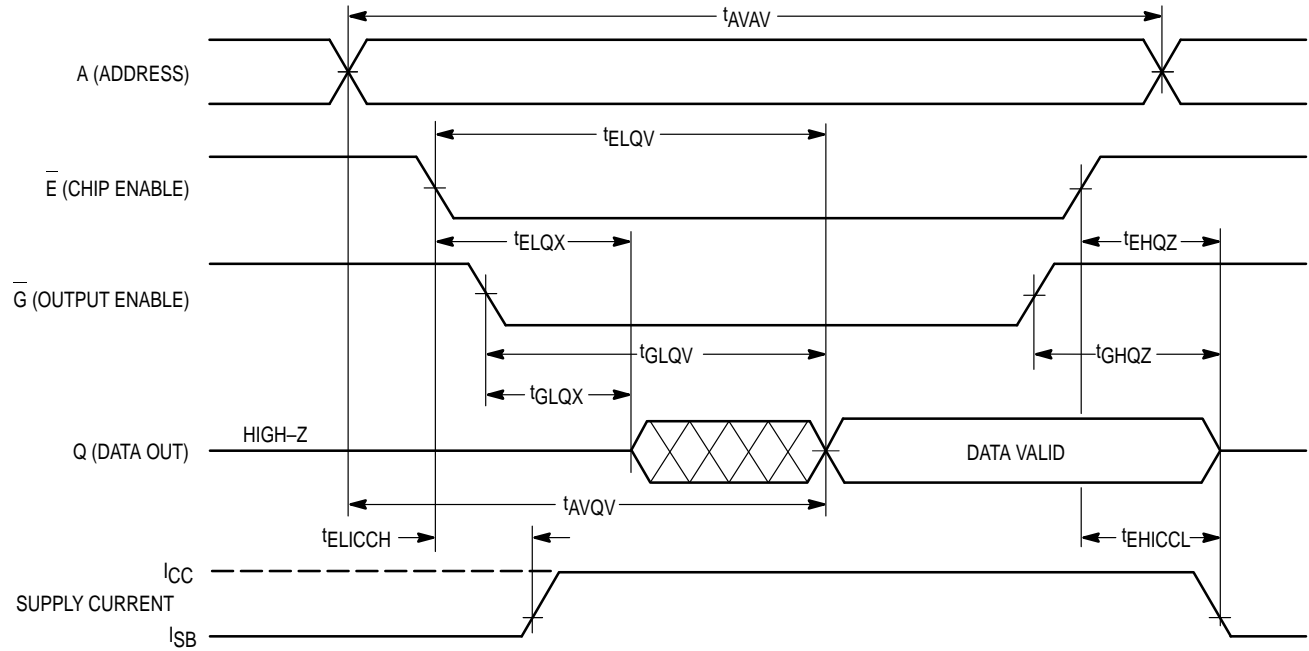 tAVAV
A (ADDRESS)
tELQV
E (CHIP ENABLE)
tELQX
tEHQZ
G (OUTPUT ENABLE)
tGLQV
tGHQZ
tGLQX
HIGH–Z
Q (DATA OUT)
DATA VALID
tAVQV
tELICCH
tEHICCL
ICC
SUPPLY CURRENT
ISB